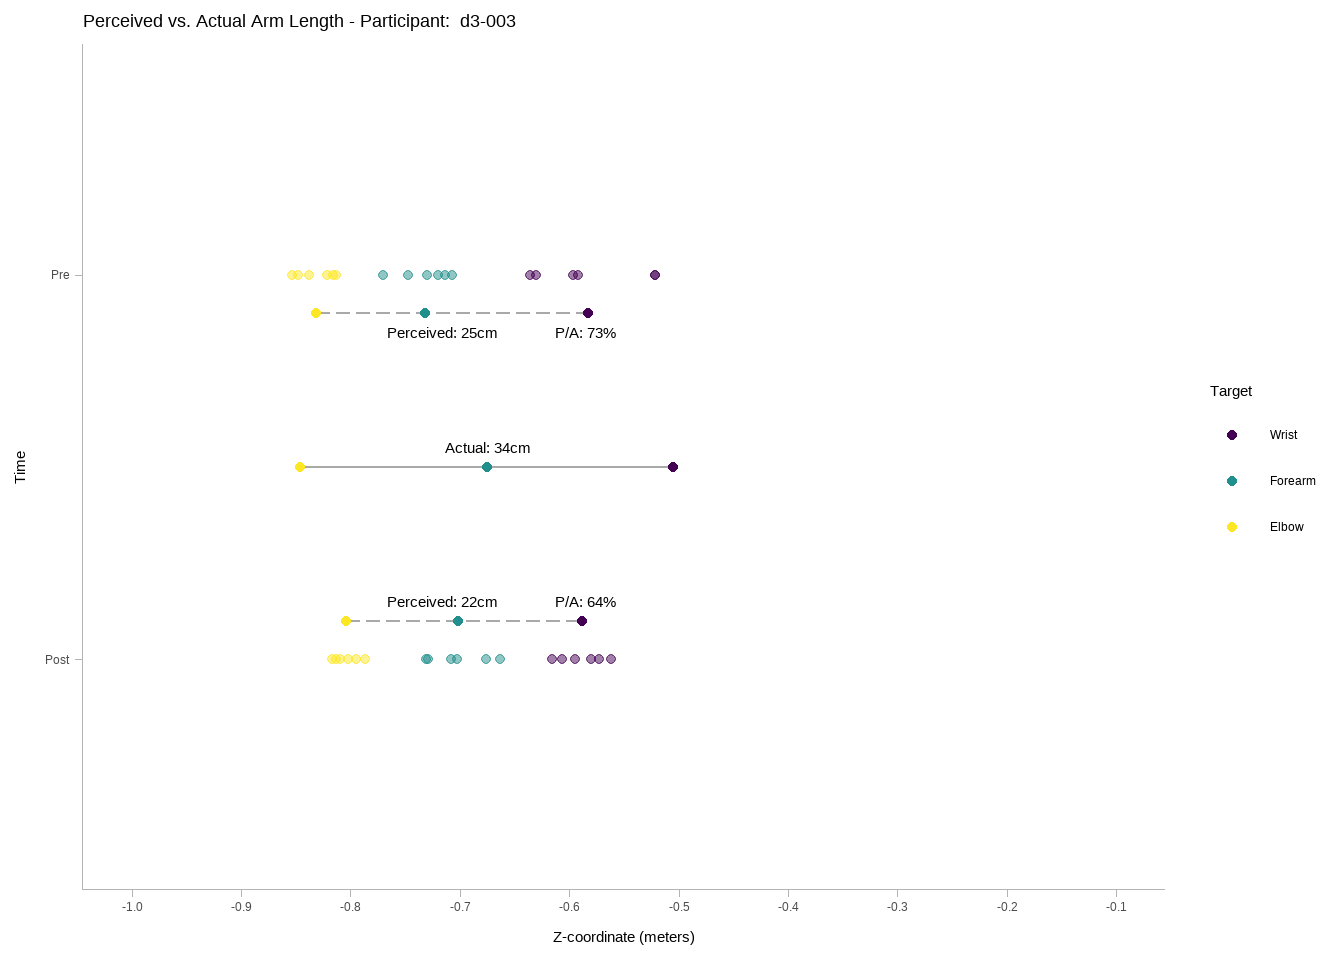 Perceived vs. Actual Arm Length - Participant:  d3-003
Pre
Perceived: 25cm
P/A: 73%
Target
Actual: 34cm
Wrist
Time
Forearm
Elbow
Perceived: 22cm
P/A: 64%
Post
-1.0
-0.9
-0.8
-0.7
-0.6
-0.5
-0.4
-0.3
-0.2
-0.1
Z-coordinate (meters)